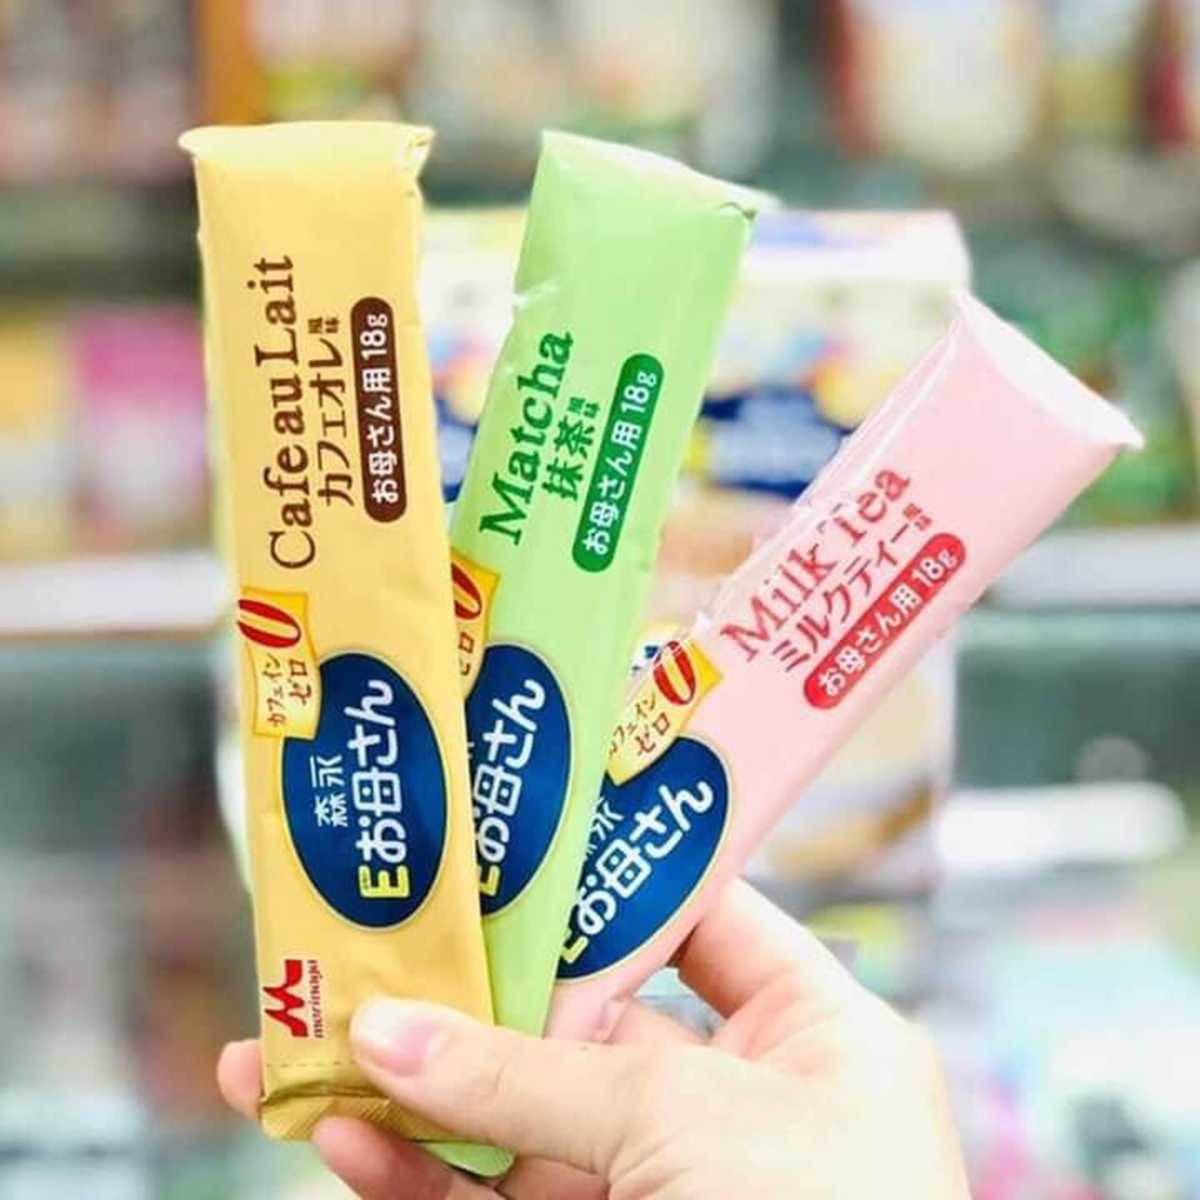 Cafe au Lait
カフェオレ風味
お母さん用 18g
カフェインゼロ 0
森永
Eお母さん
morinaga
Matcha
抹茶風味
お母さん用 18g
0
ゼロ
Eお母さん
Milk Tea
ミルクティー風味
お母さん用 18g
カフェインゼロ 0
Eお母さん